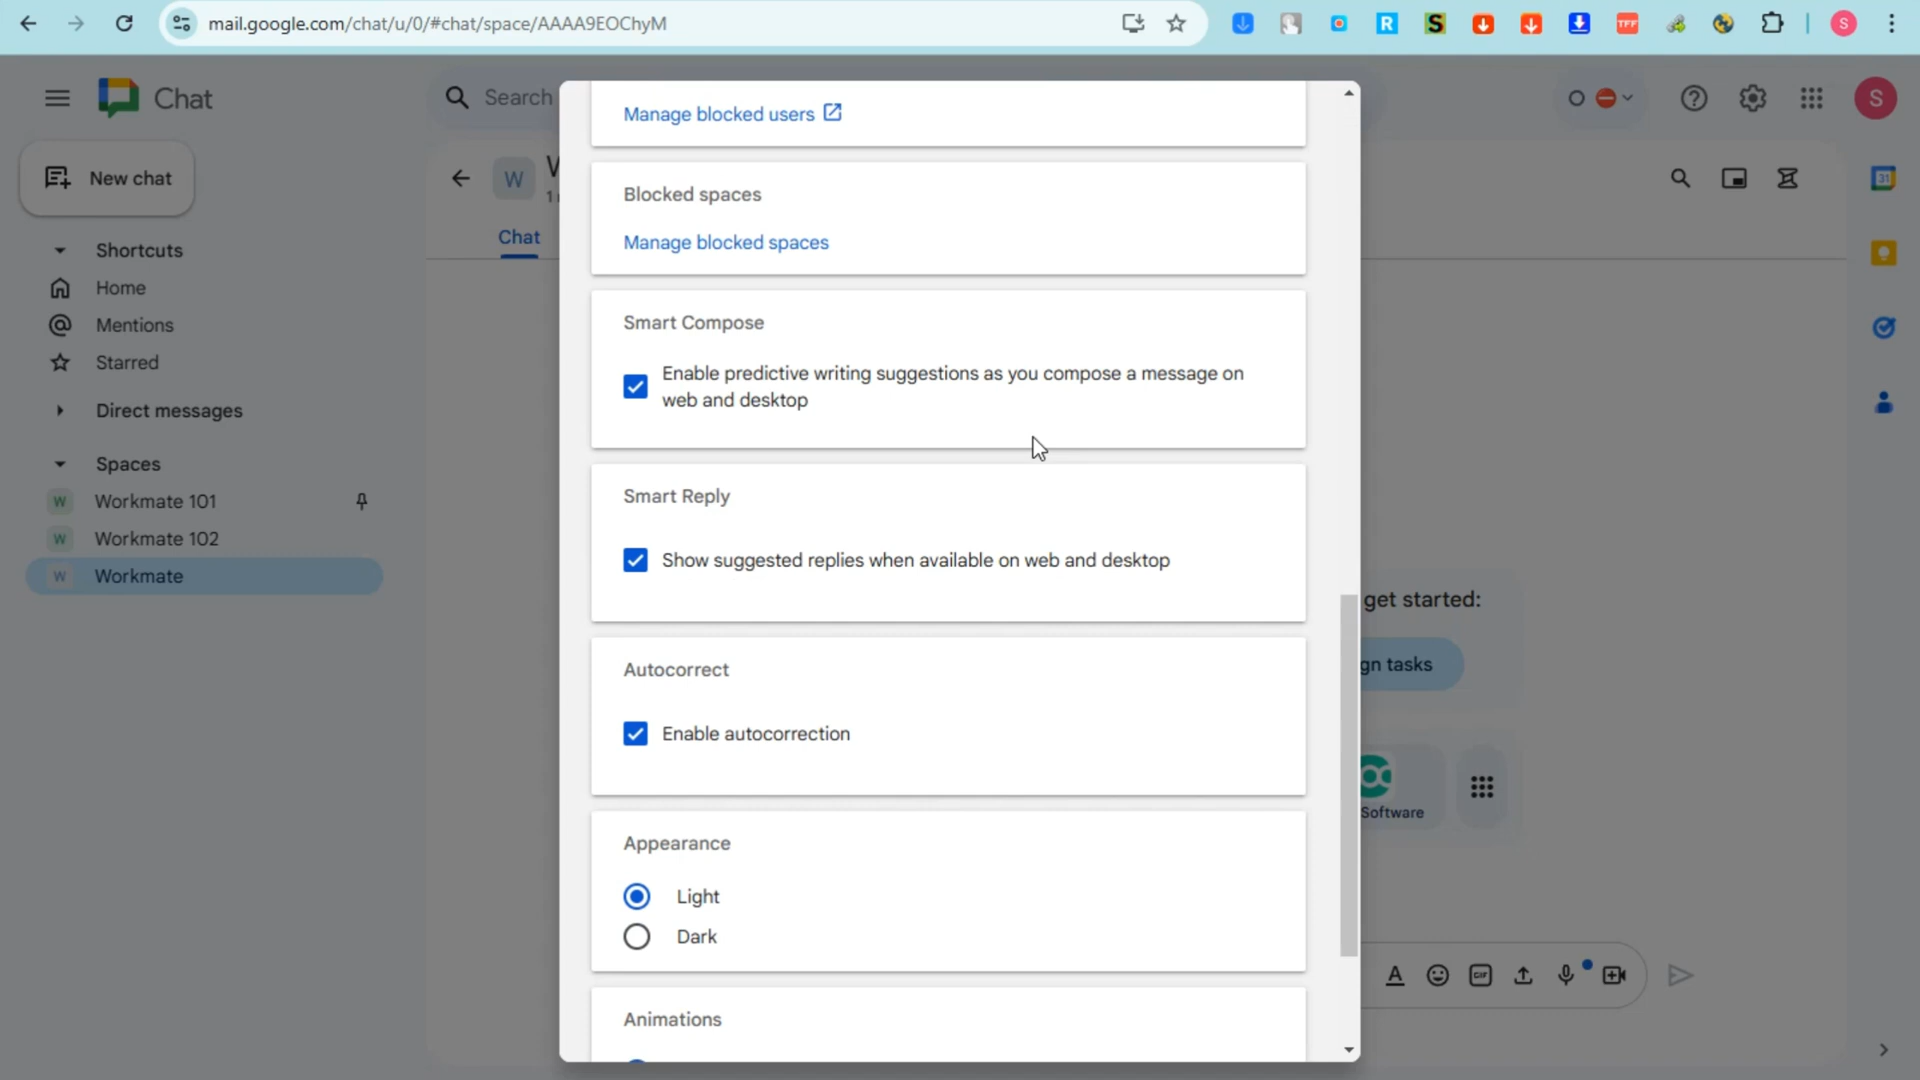 mail.google.com/chat/u/0/#chat/space/AAAA9EOChyM
R
S
TFF
S
Chat
Search
S
New chat
W
31
Shortcuts
Chat
Home
Mentions
Starred
Direct messages
Spaces
W Workmate 101
W Workmate 102
W Workmate
Manage blocked users
Blocked spaces
Manage blocked spaces
Smart Compose
Enable predictive writing suggestions as you compose a message on
web and desktop
Smart Reply
Show suggested replies when available on web and desktop
Autocorrect
Enable autocorrection
Appearance
Light
Dark
Animations
get started:
gn tasks
Software
A
GIF